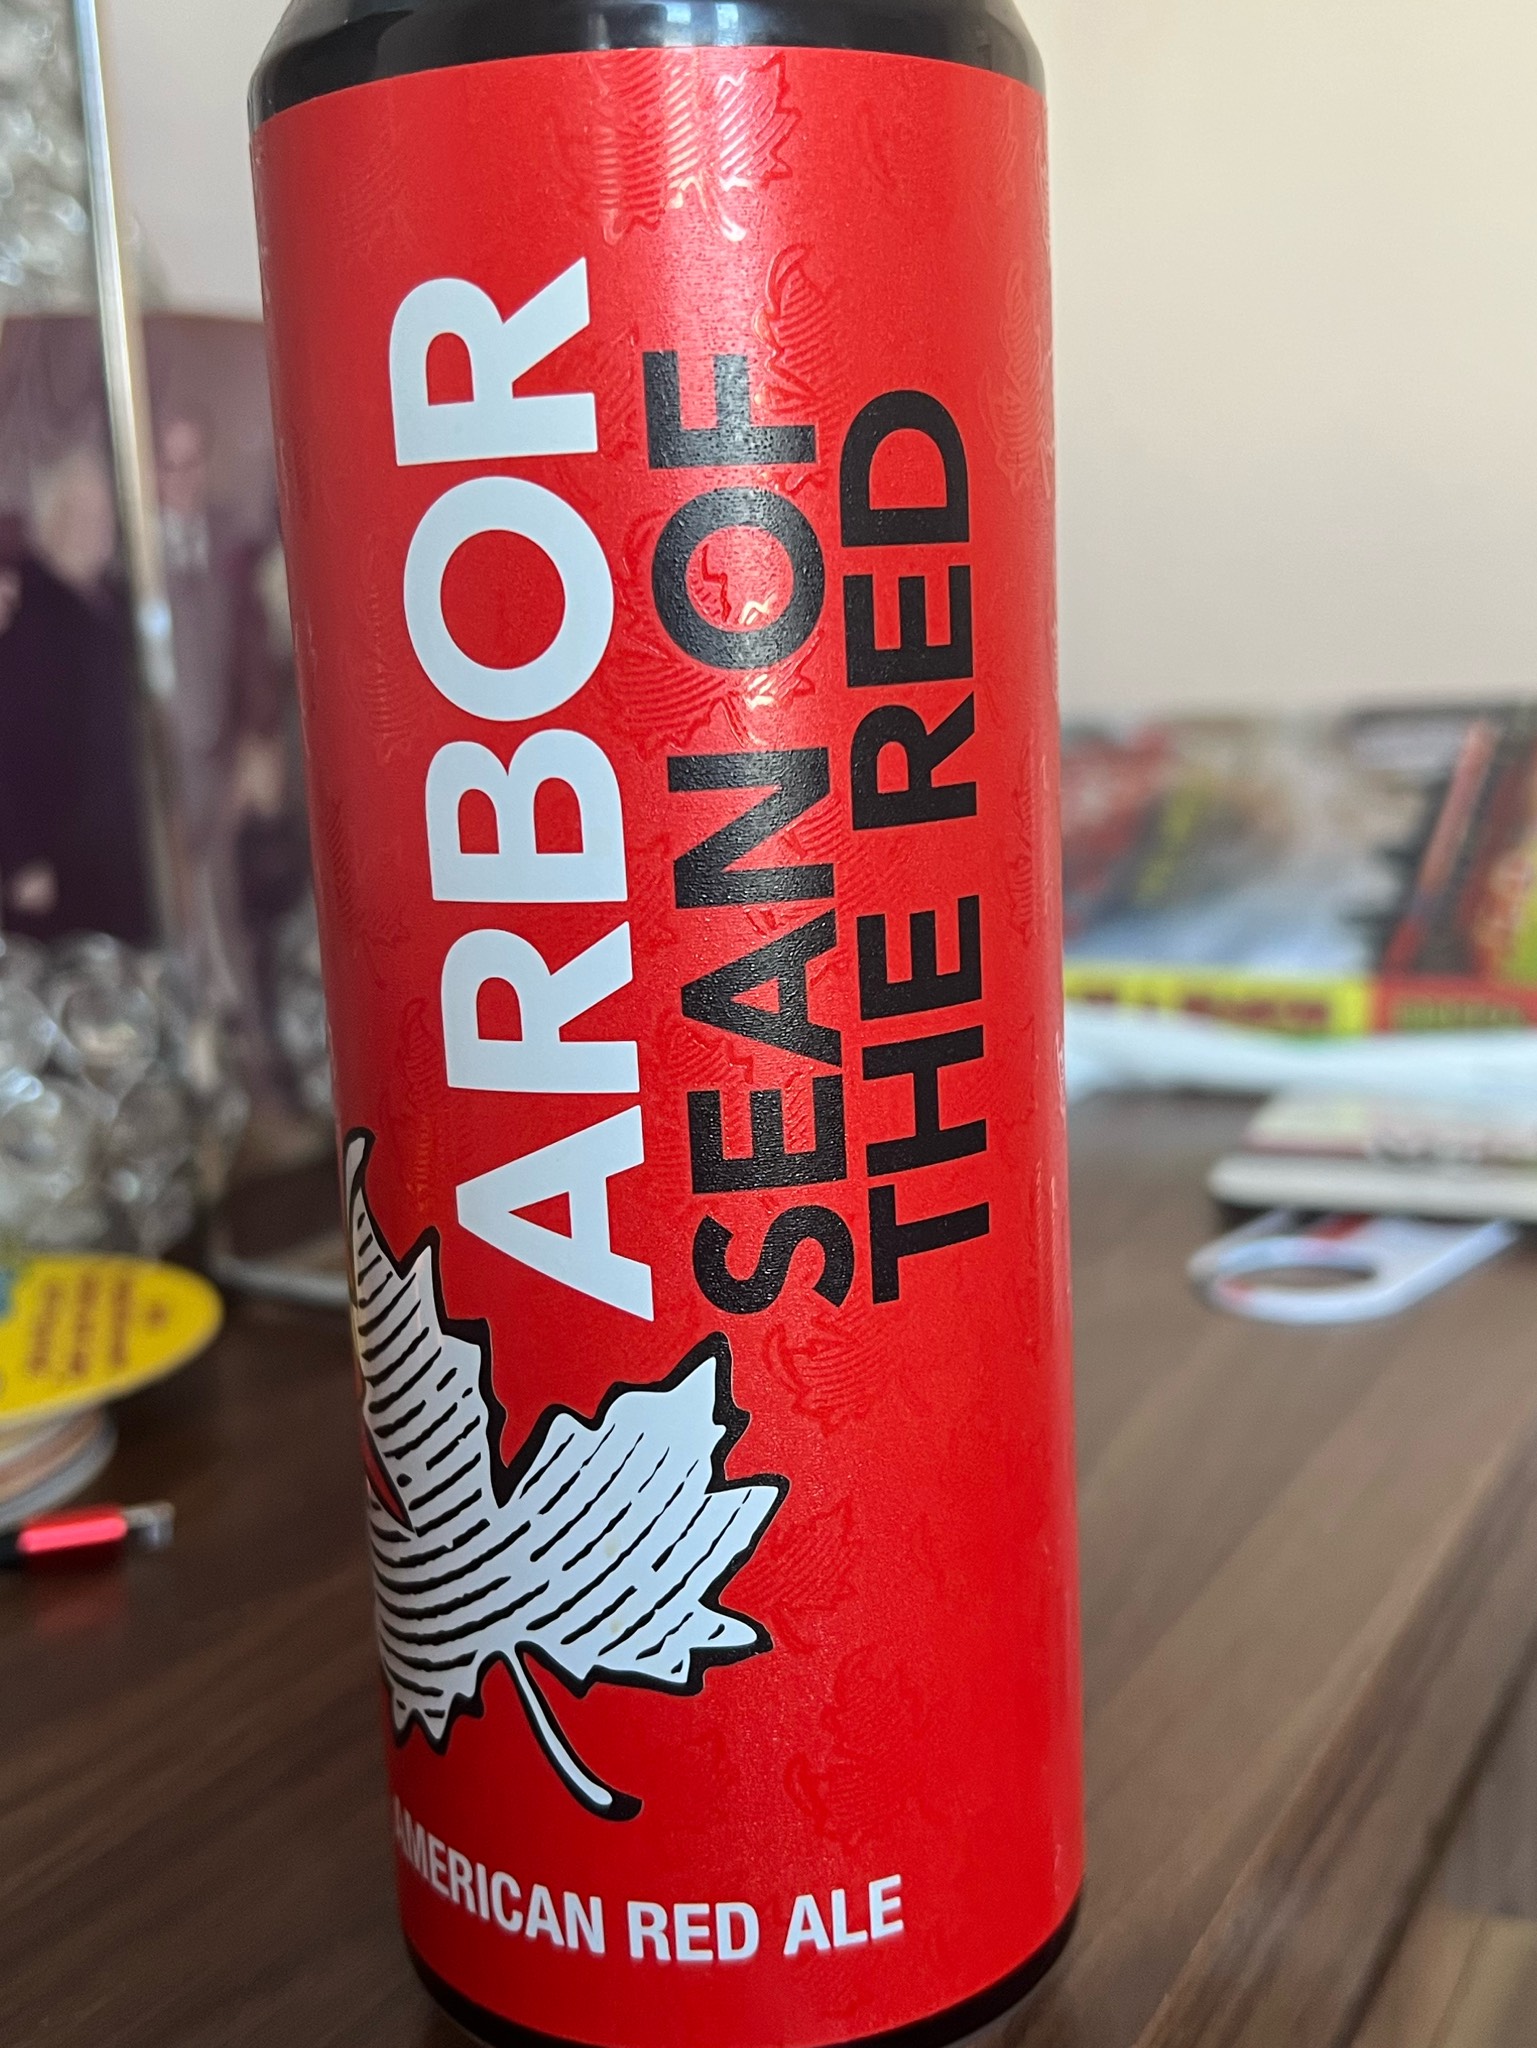 ARBOR
SEAN OF
THE RED
AMERICAN RED ALE